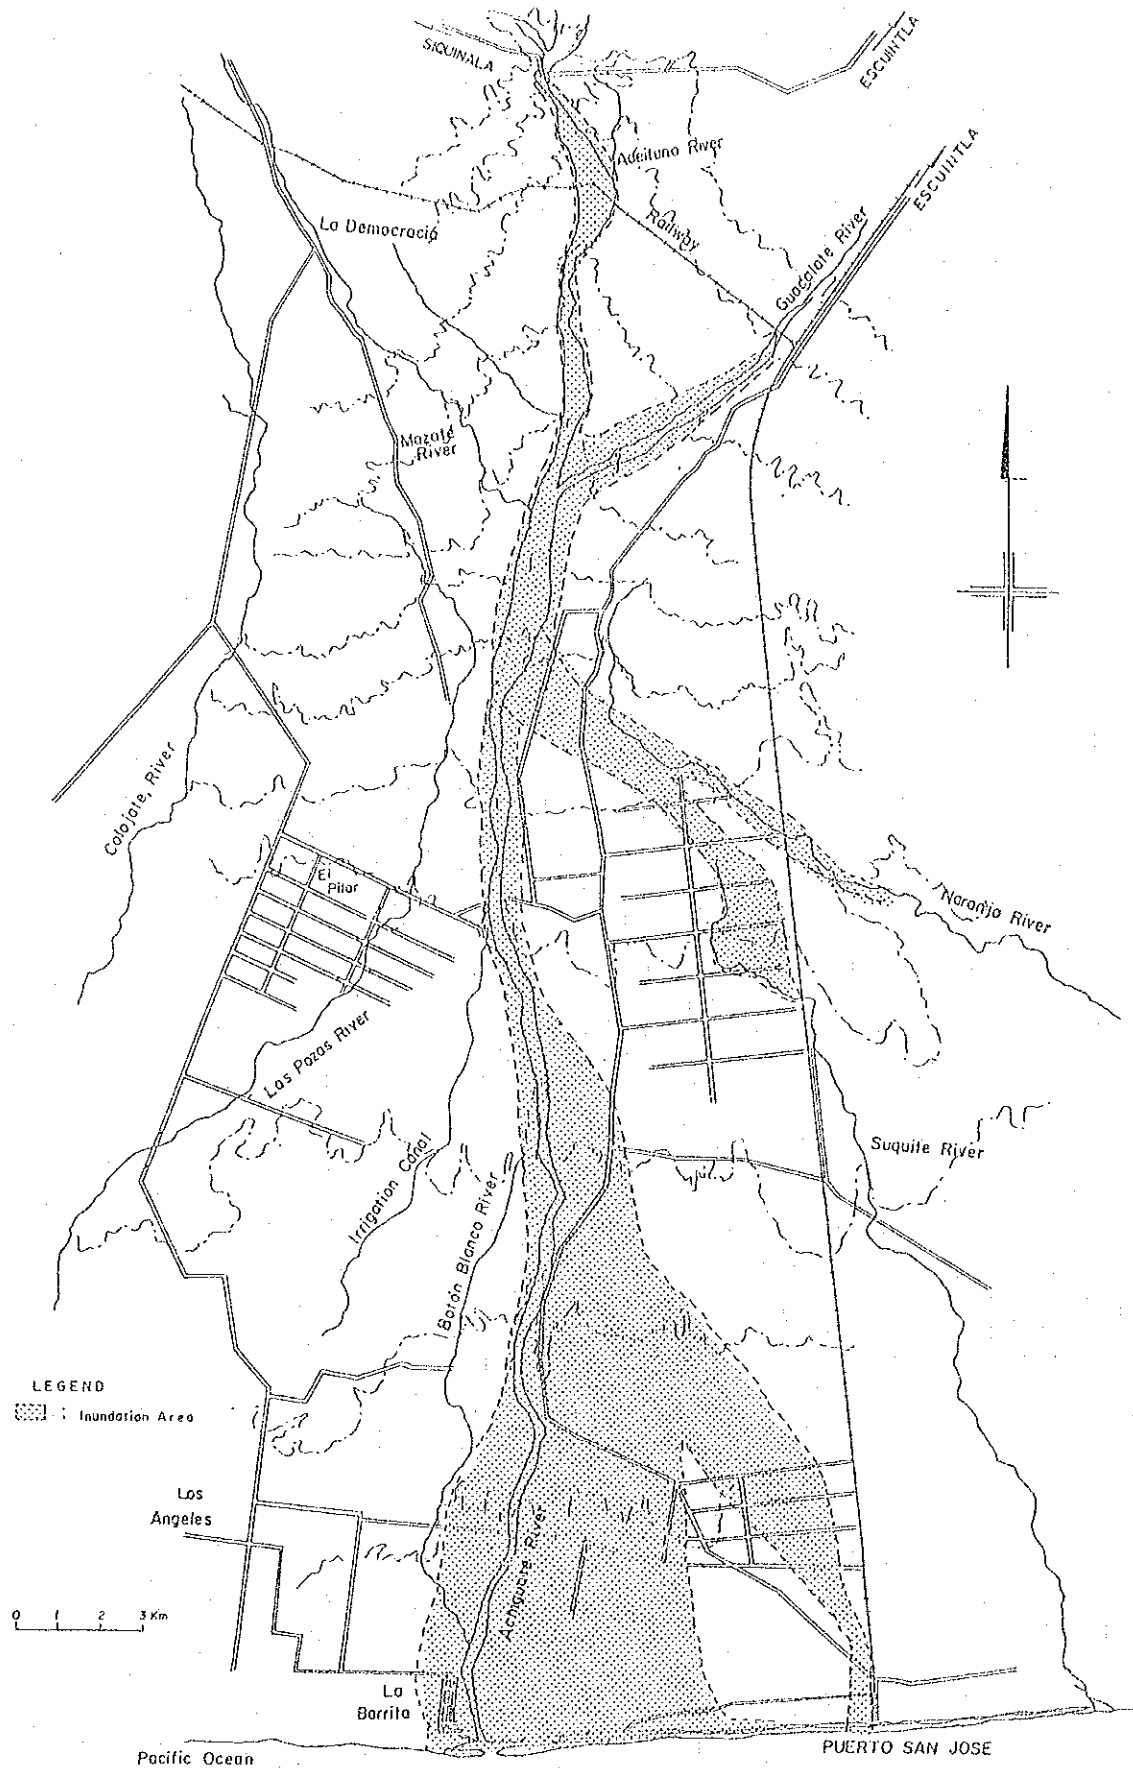 SIQUINALA
ESCUINTLA
Aceituno River
ESCUINTLA
La Democracia
Railway
Guacalate River
Mazate
River
Colojate, River
El
Pilar
Naranjo River
Las Pozas River
Irrigation Canal
Botón Blanco River
Suquite River
LEGEND
: Inundation Area
Los
Angeles
Achiguate River
0 1 2 3 Km
La
Barrita
Pacific Ocean
PUERTO SAN JOSE